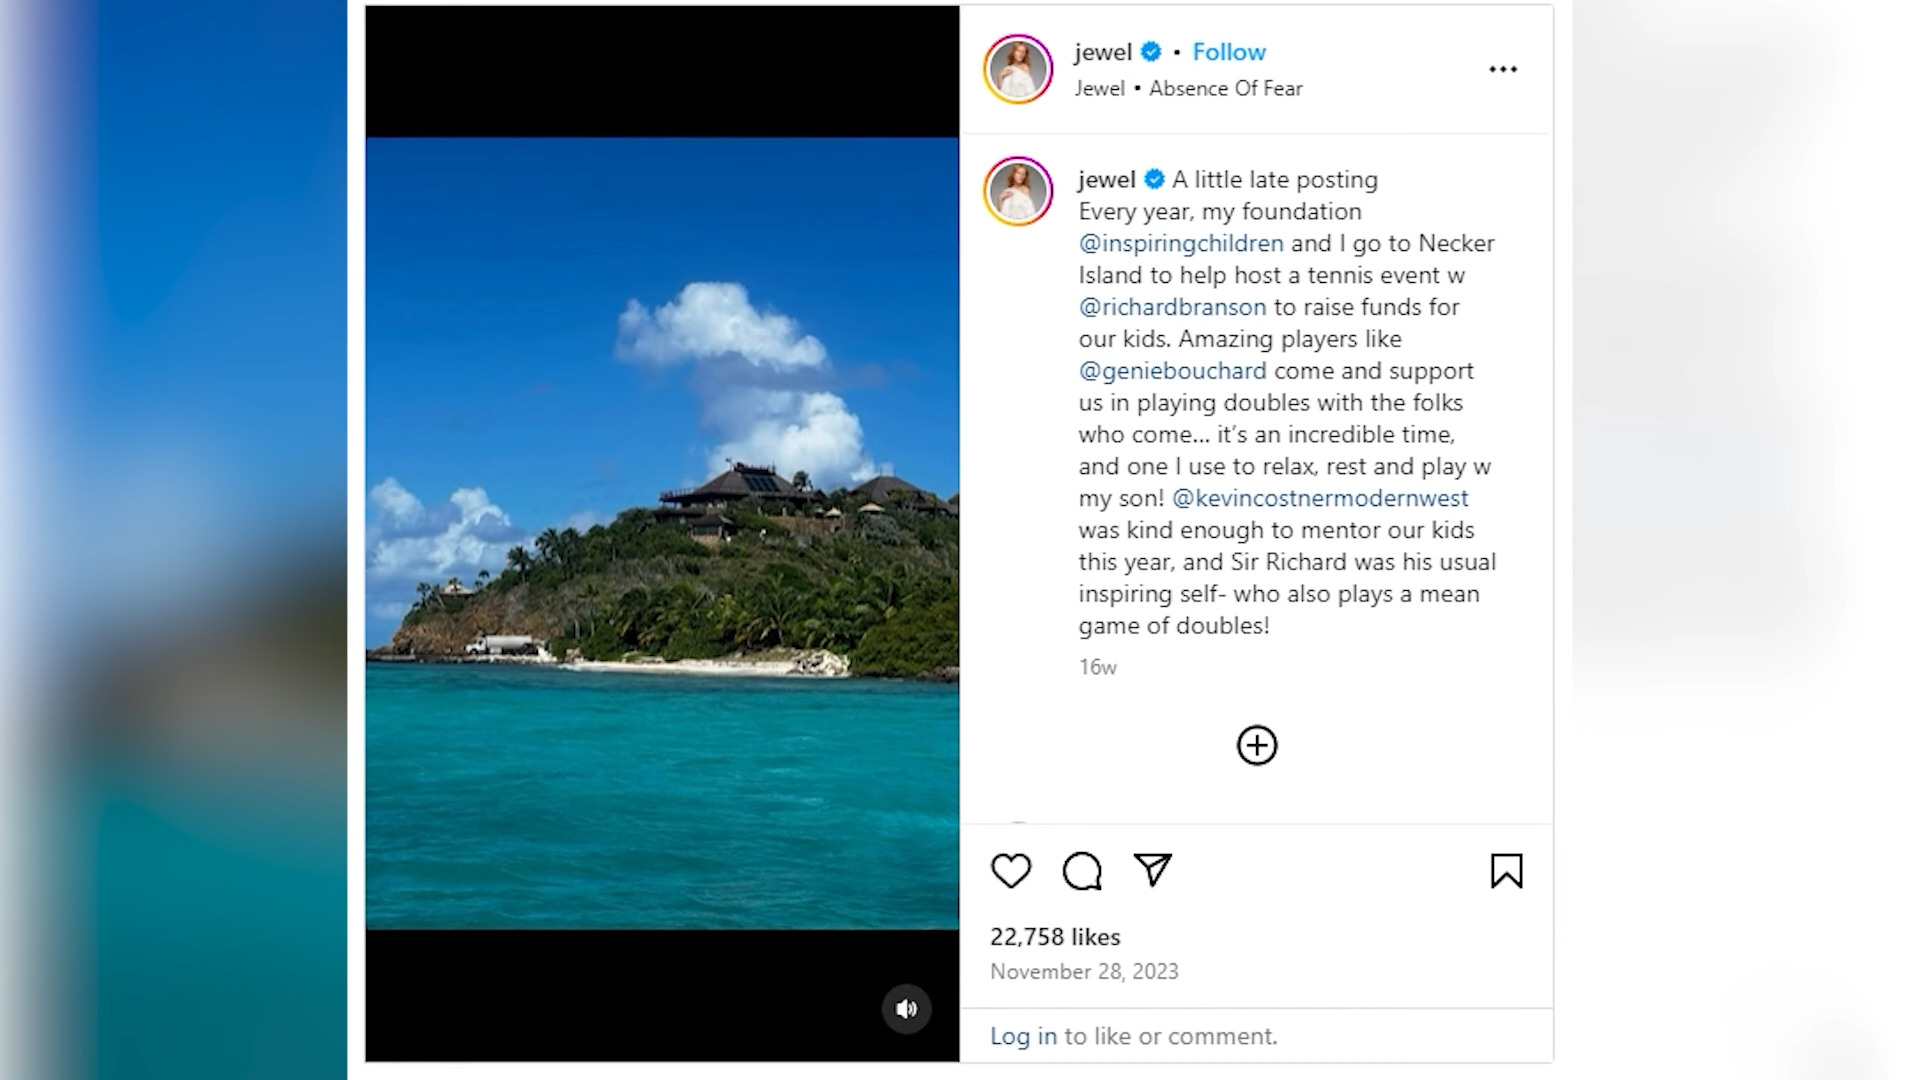 jewel • Follow
Jewel • Absence Of Fear
jewel A little late posting
Every year, my foundation
@inspiringchildren and I go to Necker
Island to help host a tennis event w
@richardbranson to raise funds for
our kids. Amazing players like
@geniebouchard come and support
us in playing doubles with the folks
who come... it’s an incredible time,
and one I use to relax, rest and play w
my son! @kevincostnermodernwest
was kind enough to mentor our kids
this year, and Sir Richard was his usual
inspiring self- who also plays a mean
game of doubles!
16w
22,758 likes
November 28, 2023
Log in to like or comment.